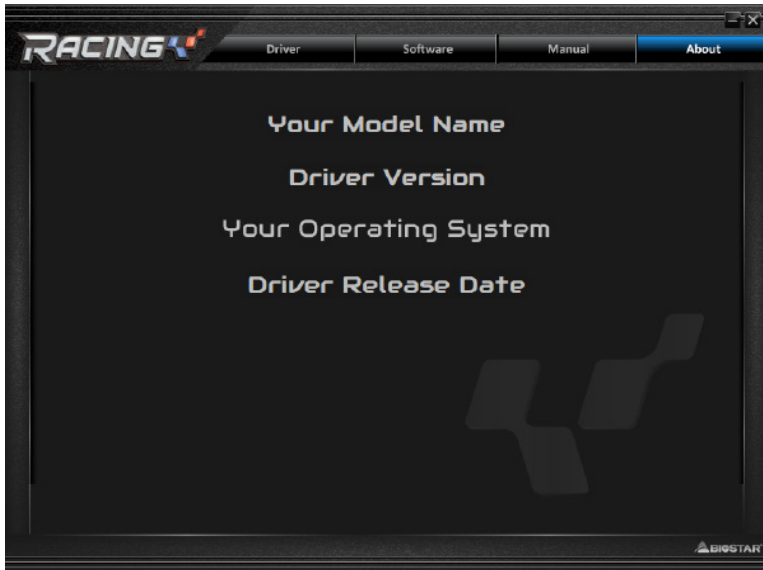 RACING
Driver Software Manual About
Your Model Name
Driver Version
Your Operating System
Driver Release Date
BIOSTAR